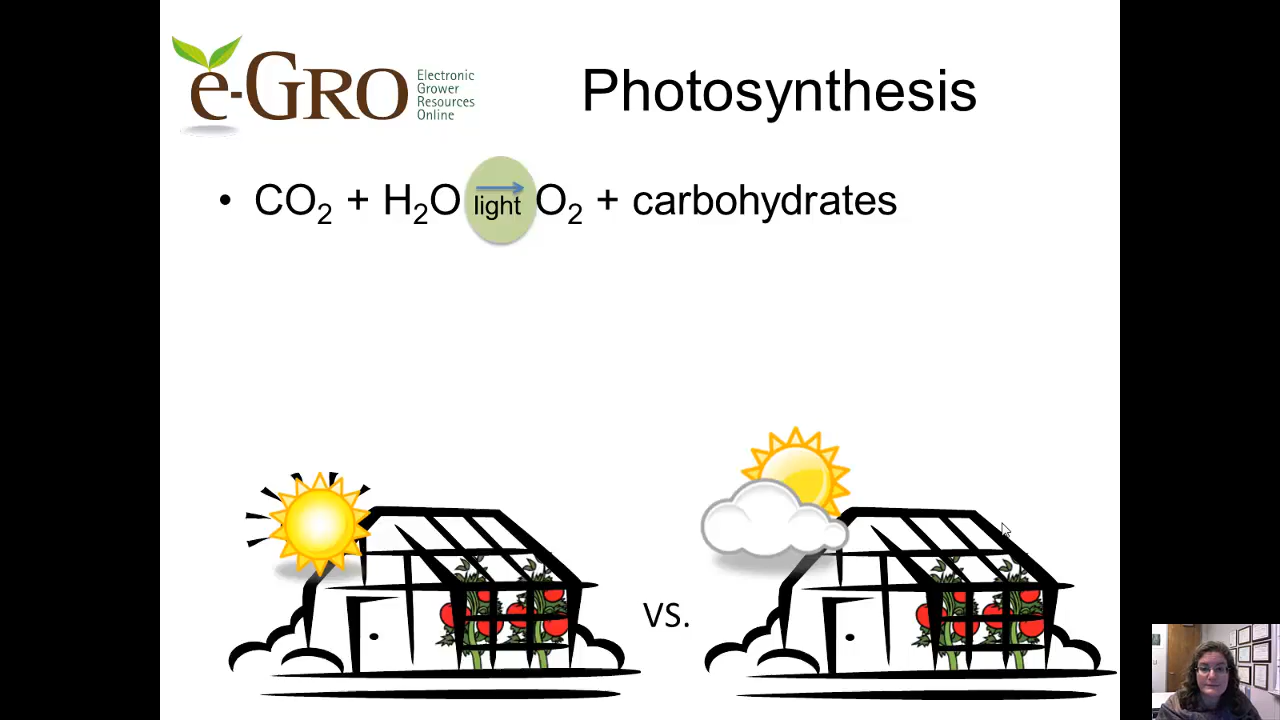 e-GRO
Electronic
Grower
Resources
Online
Photosynthesis
• CO₂ + H₂O light O₂ + carbohydrates
vs.